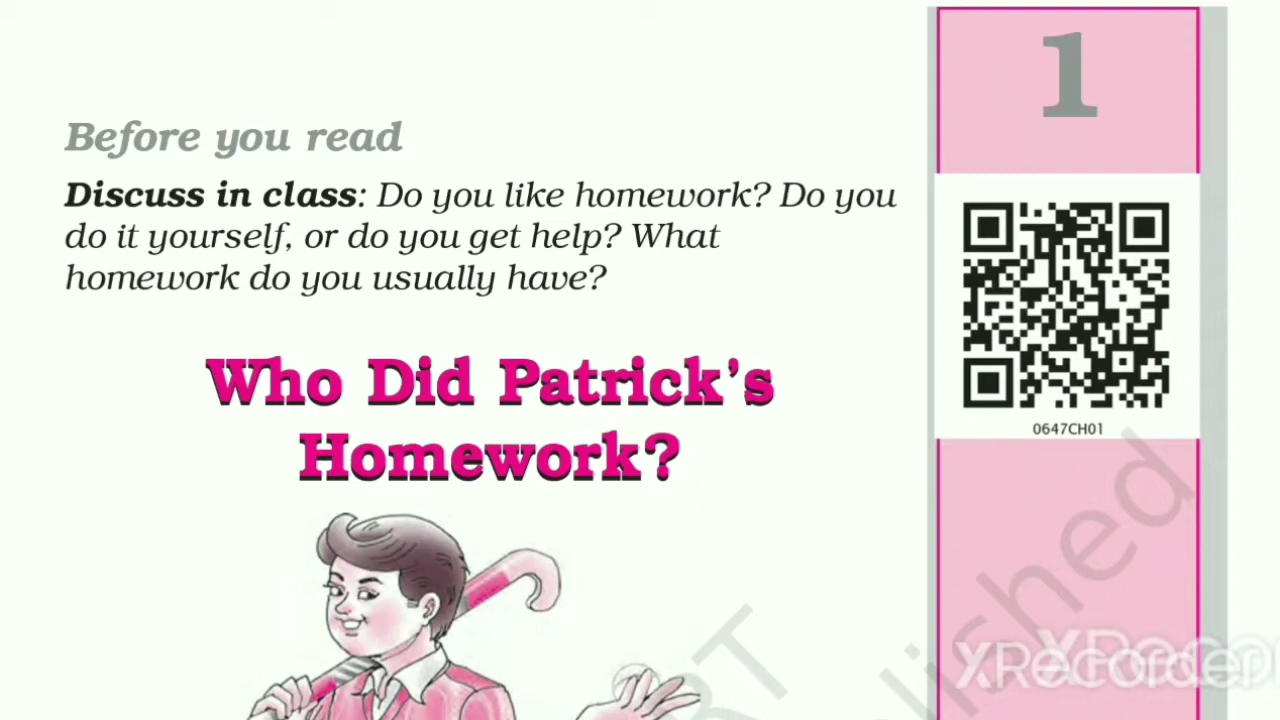 1
Before you read
Discuss in class: Do you like homework? Do you
do it yourself, or do you get help? What
homework do you usually have?
Who Did Patrick's
Homework?
0647CH01
XRecorder